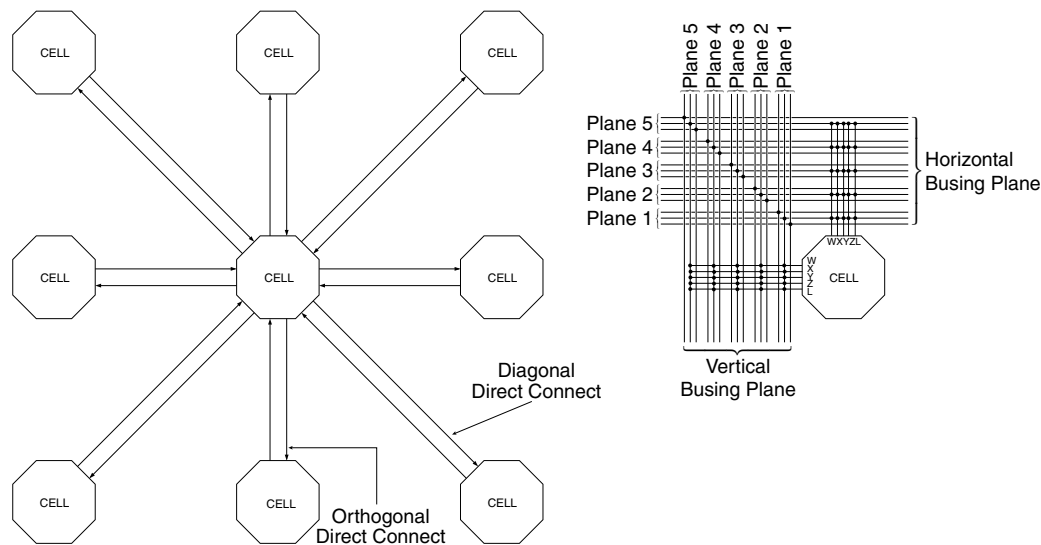 CELL
CELL
CELL
CELL
CELL
CELL
Diagonal
Direct Connect
CELL
CELL
CELL
Orthogonal
Direct Connect
Plane 5
Plane 4
Plane 3
Plane 2
Plane 1
Plane 5
Plane 4
Plane 3
Plane 2
Plane 1
Horizontal
Busing Plane
WXYZL
W
X
Y
Z
L
CELL
Vertical
Busing Plane